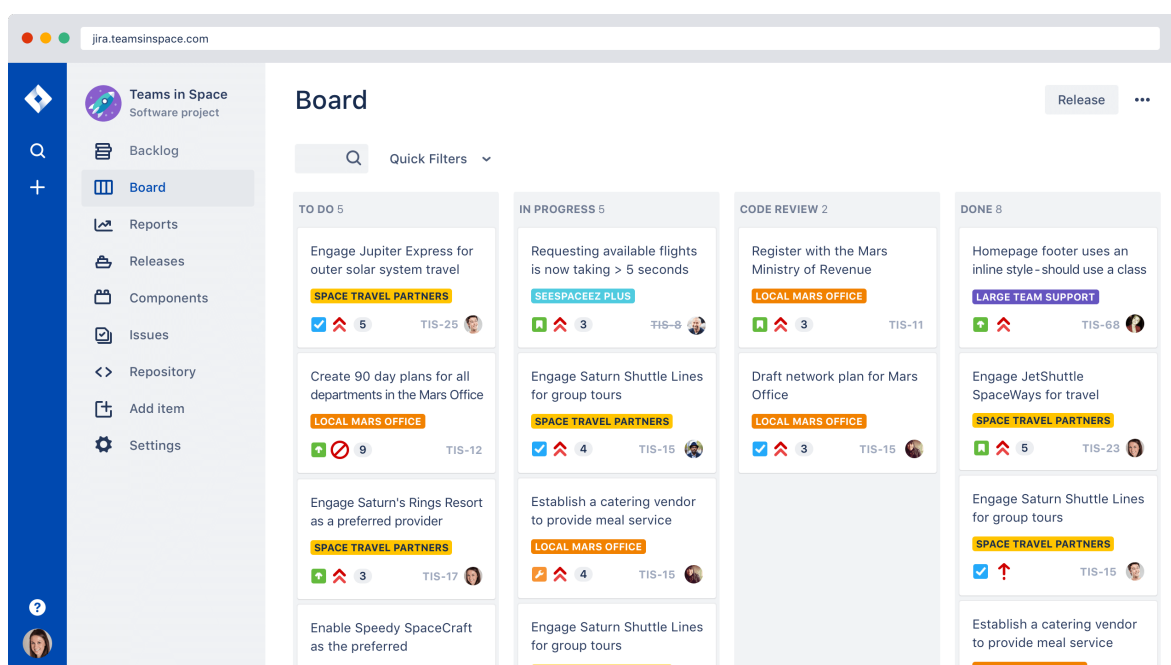 jira.teamsinspace.com
Teams in Space
Software project
Backlog
Board
Reports
Releases
Components
Issues
Repository
Add item
Settings
?
Board
Release
Quick Filters
TO DO 5
Engage Jupiter Express for
outer solar system travel
SPACE TRAVEL PARTNERS
5 TIS-25
Create 90 day plans for all
departments in the Mars Office
LOCAL MARS OFFICE
9 TIS-12
Engage Saturn's Rings Resort
as a preferred provider
SPACE TRAVEL PARTNERS
3 TIS-17
Enable Speedy SpaceCraft
as the preferred
IN PROGRESS 5
Requesting available flights
is now taking > 5 seconds
SEESPACEEZ PLUS
3 TIS-8
Engage Saturn Shuttle Lines
for group tours
SPACE TRAVEL PARTNERS
4 TIS-15
Establish a catering vendor
to provide meal service
LOCAL MARS OFFICE
4 TIS-15
Engage Saturn Shuttle Lines
for group tours
CODE REVIEW 2
Register with the Mars
Ministry of Revenue
LOCAL MARS OFFICE
3 TIS-11
Draft network plan for Mars
Office
LOCAL MARS OFFICE
3 TIS-15
DONE 8
Homepage footer uses an
inline style - should use a class
LARGE TEAM SUPPORT
TIS-68
Engage JetShuttle
SpaceWays for travel
SPACE TRAVEL PARTNERS
5 TIS-23
Engage Saturn Shuttle Lines
for group tours
SPACE TRAVEL PARTNERS
TIS-15
Establish a catering vendor
to provide meal service